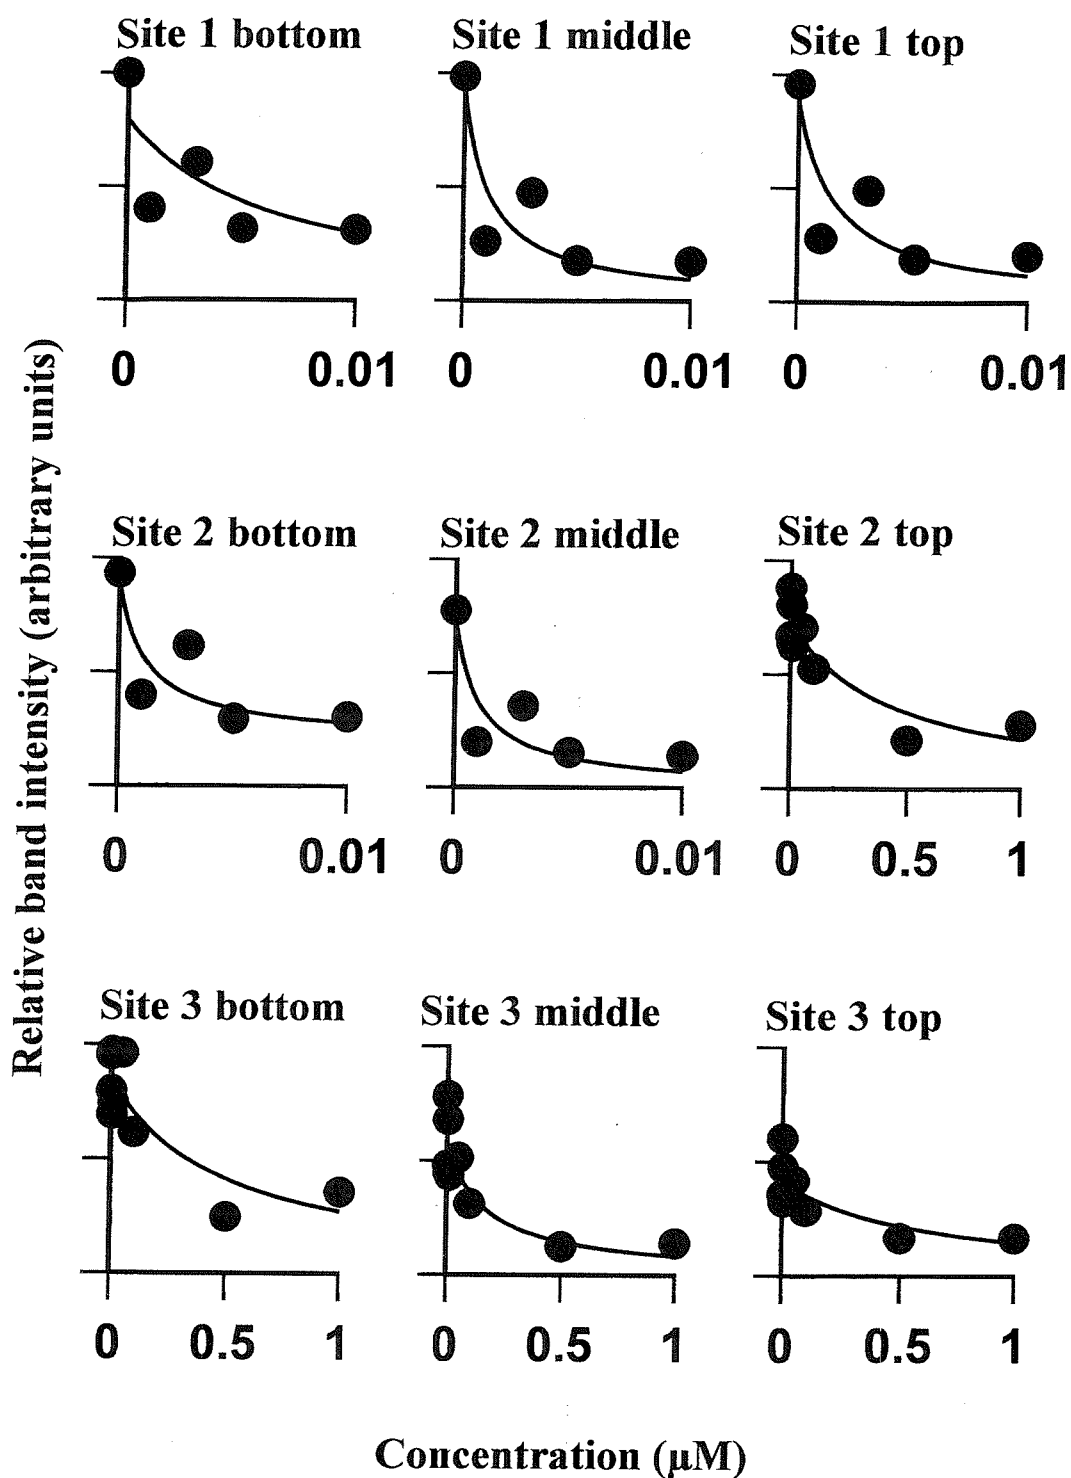 Site 1 bottom Site 1 middle Site 1 top
0 0.01 0 0.01 0 0.01
Relative band intensity (arbitrary units)
Site 2 bottom Site 2 middle Site 2 top
0 0.01 0 0.01 0 0.5 1
Site 3 bottom Site 3 middle Site 3 top
0 0.5 1 0 0.5 1 0 0.5 1
Concentration (μM)